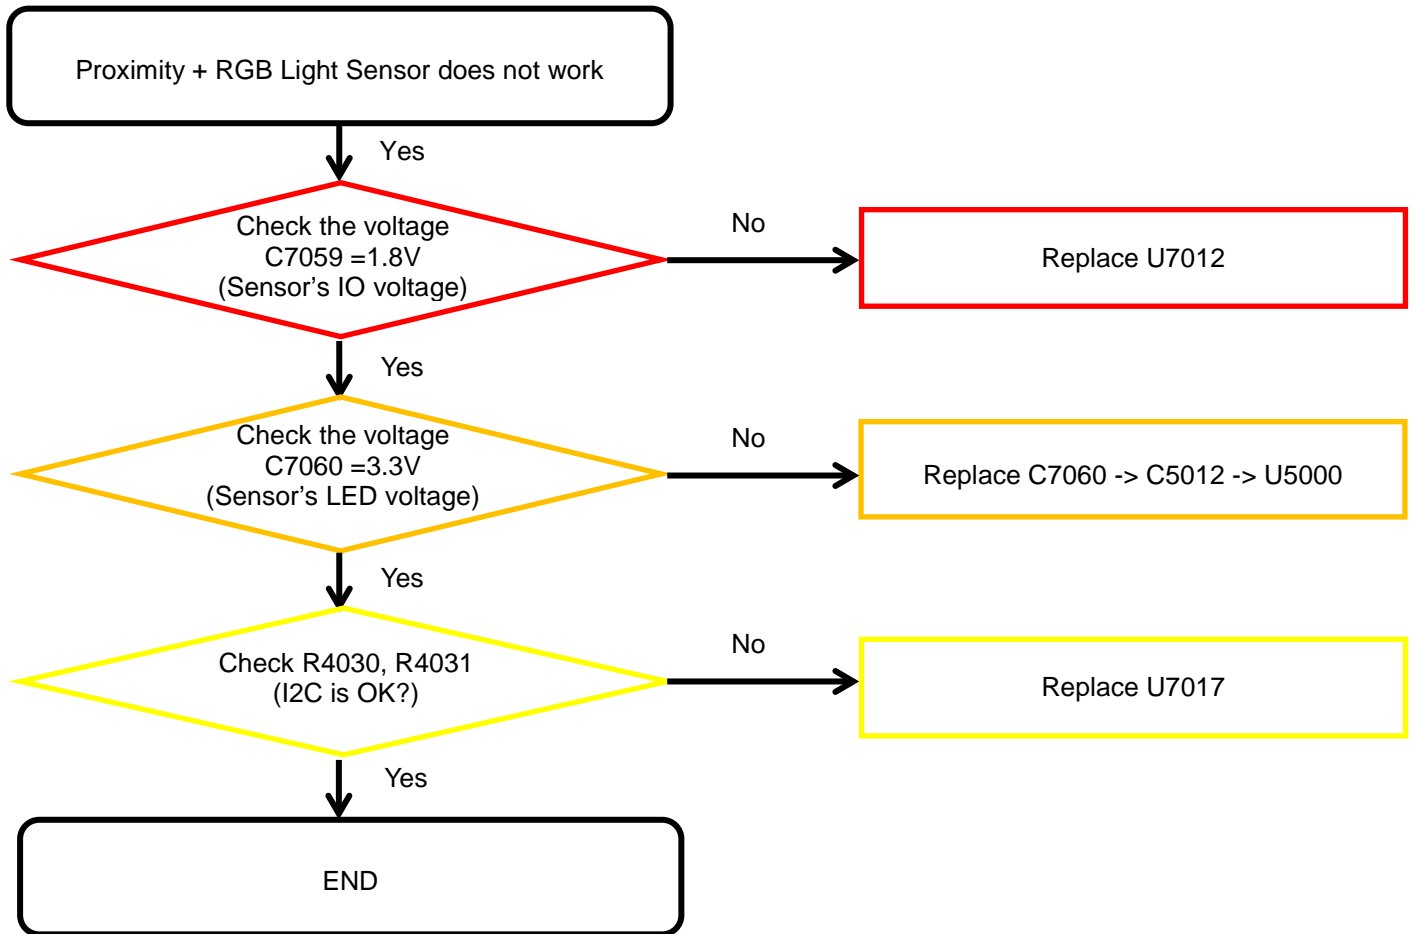 Proximity + RGB Light Sensor does not work
Yes
Check the voltage
C7059 =1.8V
(Sensor's IO voltage)
No
Replace U7012
Yes
Check the voltage
C7060 =3.3V
(Sensor's LED voltage)
No
Replace C7060 -> C5012 -> U5000
Yes
Check R4030, R4031
(I2C is OK?)
No
Replace U7017
Yes
END